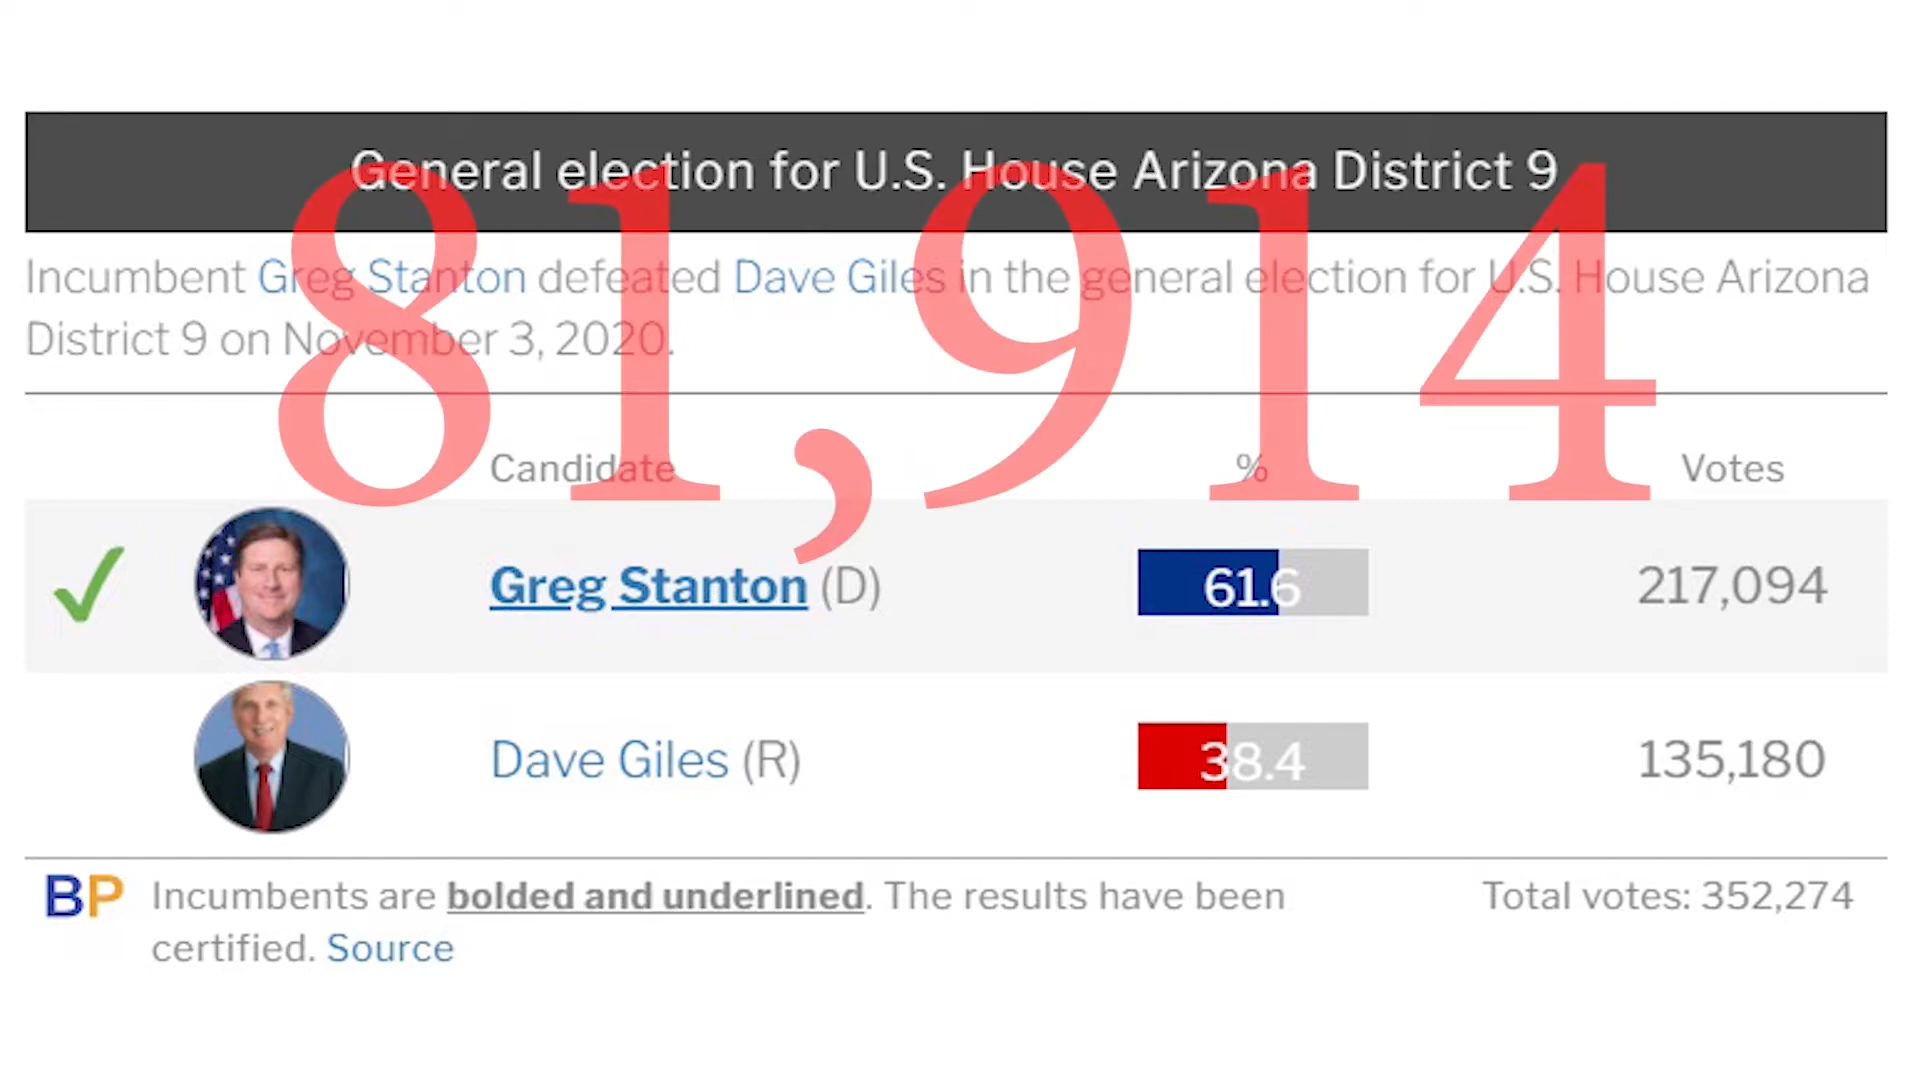 General election for U.S. House Arizona District 9
81,914
Incumbent Greg Stanton defeated Dave Giles in the general election for U.S. House Arizona
District 9 on November 3, 2020.
Candidate % Votes
Greg Stanton (D) 61.6 217,094
Dave Giles (R) 38.4 135,180
BP Incumbents are bolded and underlined. The results have been Total votes: 352,274
certified. Source